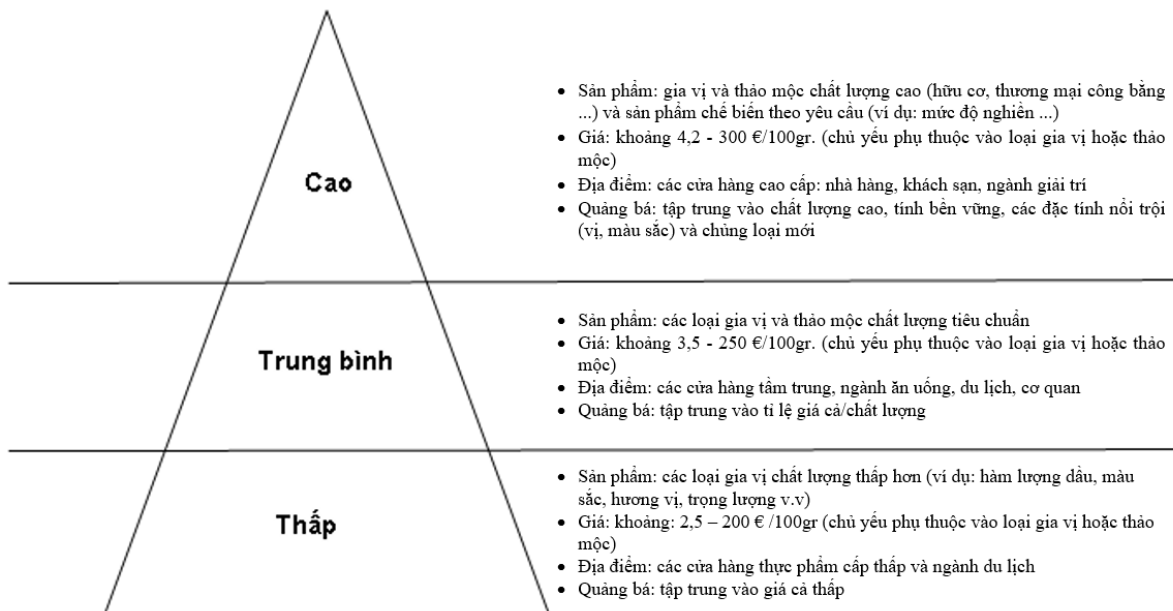 Cao
• Sản phẩm: gia vị và thảo mộc chất lượng cao (hữu cơ, thương mại công bằng
...) và sản phẩm chế biến theo yêu cầu (ví dụ: mức độ nghiền ...)
• Giá: khoảng 4,2 - 300 €/100gr. (chủ yếu phụ thuộc vào loại gia vị hoặc thảo
mộc)
• Địa điểm: các cửa hàng cao cấp: nhà hàng, khách sạn, ngành giải trí
• Quảng bá: tập trung vào chất lượng cao, tính bền vững, các đặc tính nổi trội
(vị, màu sắc) và chủng loại mới
Trung bình
• Sản phẩm: các loại gia vị và thảo mộc chất lượng tiêu chuẩn
• Giá: khoảng 3,5 - 250 €/100gr. (chủ yếu phụ thuộc vào loại gia vị hoặc thảo
mộc)
• Địa điểm: các cửa hàng tầm trung, ngành ăn uống, du lịch, cơ quan
• Quảng bá: tập trung vào tỉ lệ giá cả/chất lượng
Thấp
• Sản phẩm: các loại gia vị chất lượng thấp hơn (ví dụ: hàm lượng dầu, màu
sắc, hương vị, trọng lượng v.v)
• Giá: khoảng: 2,5 – 200 € /100gr (chủ yếu phụ thuộc vào loại gia vị hoặc thảo
mộc)
• Địa điểm: các cửa hàng thực phẩm cấp thấp và ngành du lịch
• Quảng bá: tập trung vào giá cả thấp